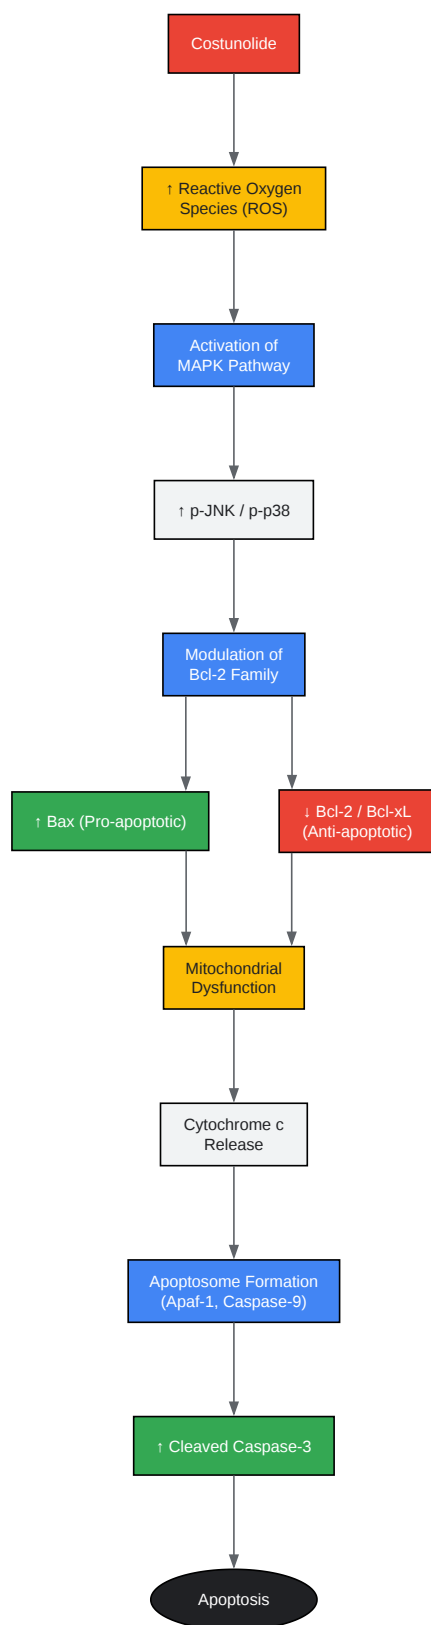 Costunolide
↑ Reactive Oxygen
Species (ROS)
Activation of
MAPK Pathway
↑ p-JNK / p-p38
Modulation of
Bcl-2 Family
↑ Bax (Pro-apoptotic)
↓ Bcl-2 / Bcl-xL
(Anti-apoptotic)
Mitochondrial
Dysfunction
Cytochrome c
Release
Apoptosome Formation
(Apaf-1, Caspase-9)
↑ Cleaved Caspase-3
Apoptosis